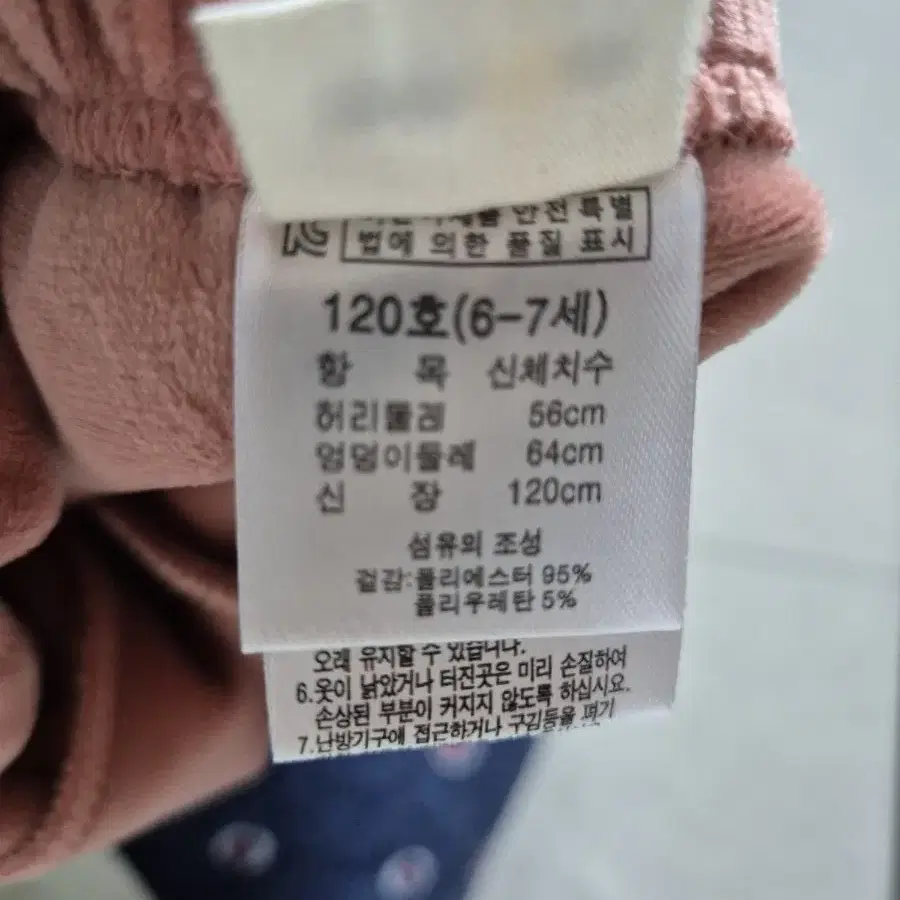 안전 특별
법에 의한 품질 표시
120호(6-7세)
항 목 신체치수
허리둘레 56cm
엉덩이둘레 64cm
신 장 120cm
섬유의 조성
겉감:폴리에스터 95%
폴리우레탄 5%
오래 유지할 수 있습니다.
6.옷이 낡았거나 터진곳은 미리 손질하여
손상된 부분이 커지지 않도록 하십시요.
7.난방기구에 접근하거나 구김등을 펴기